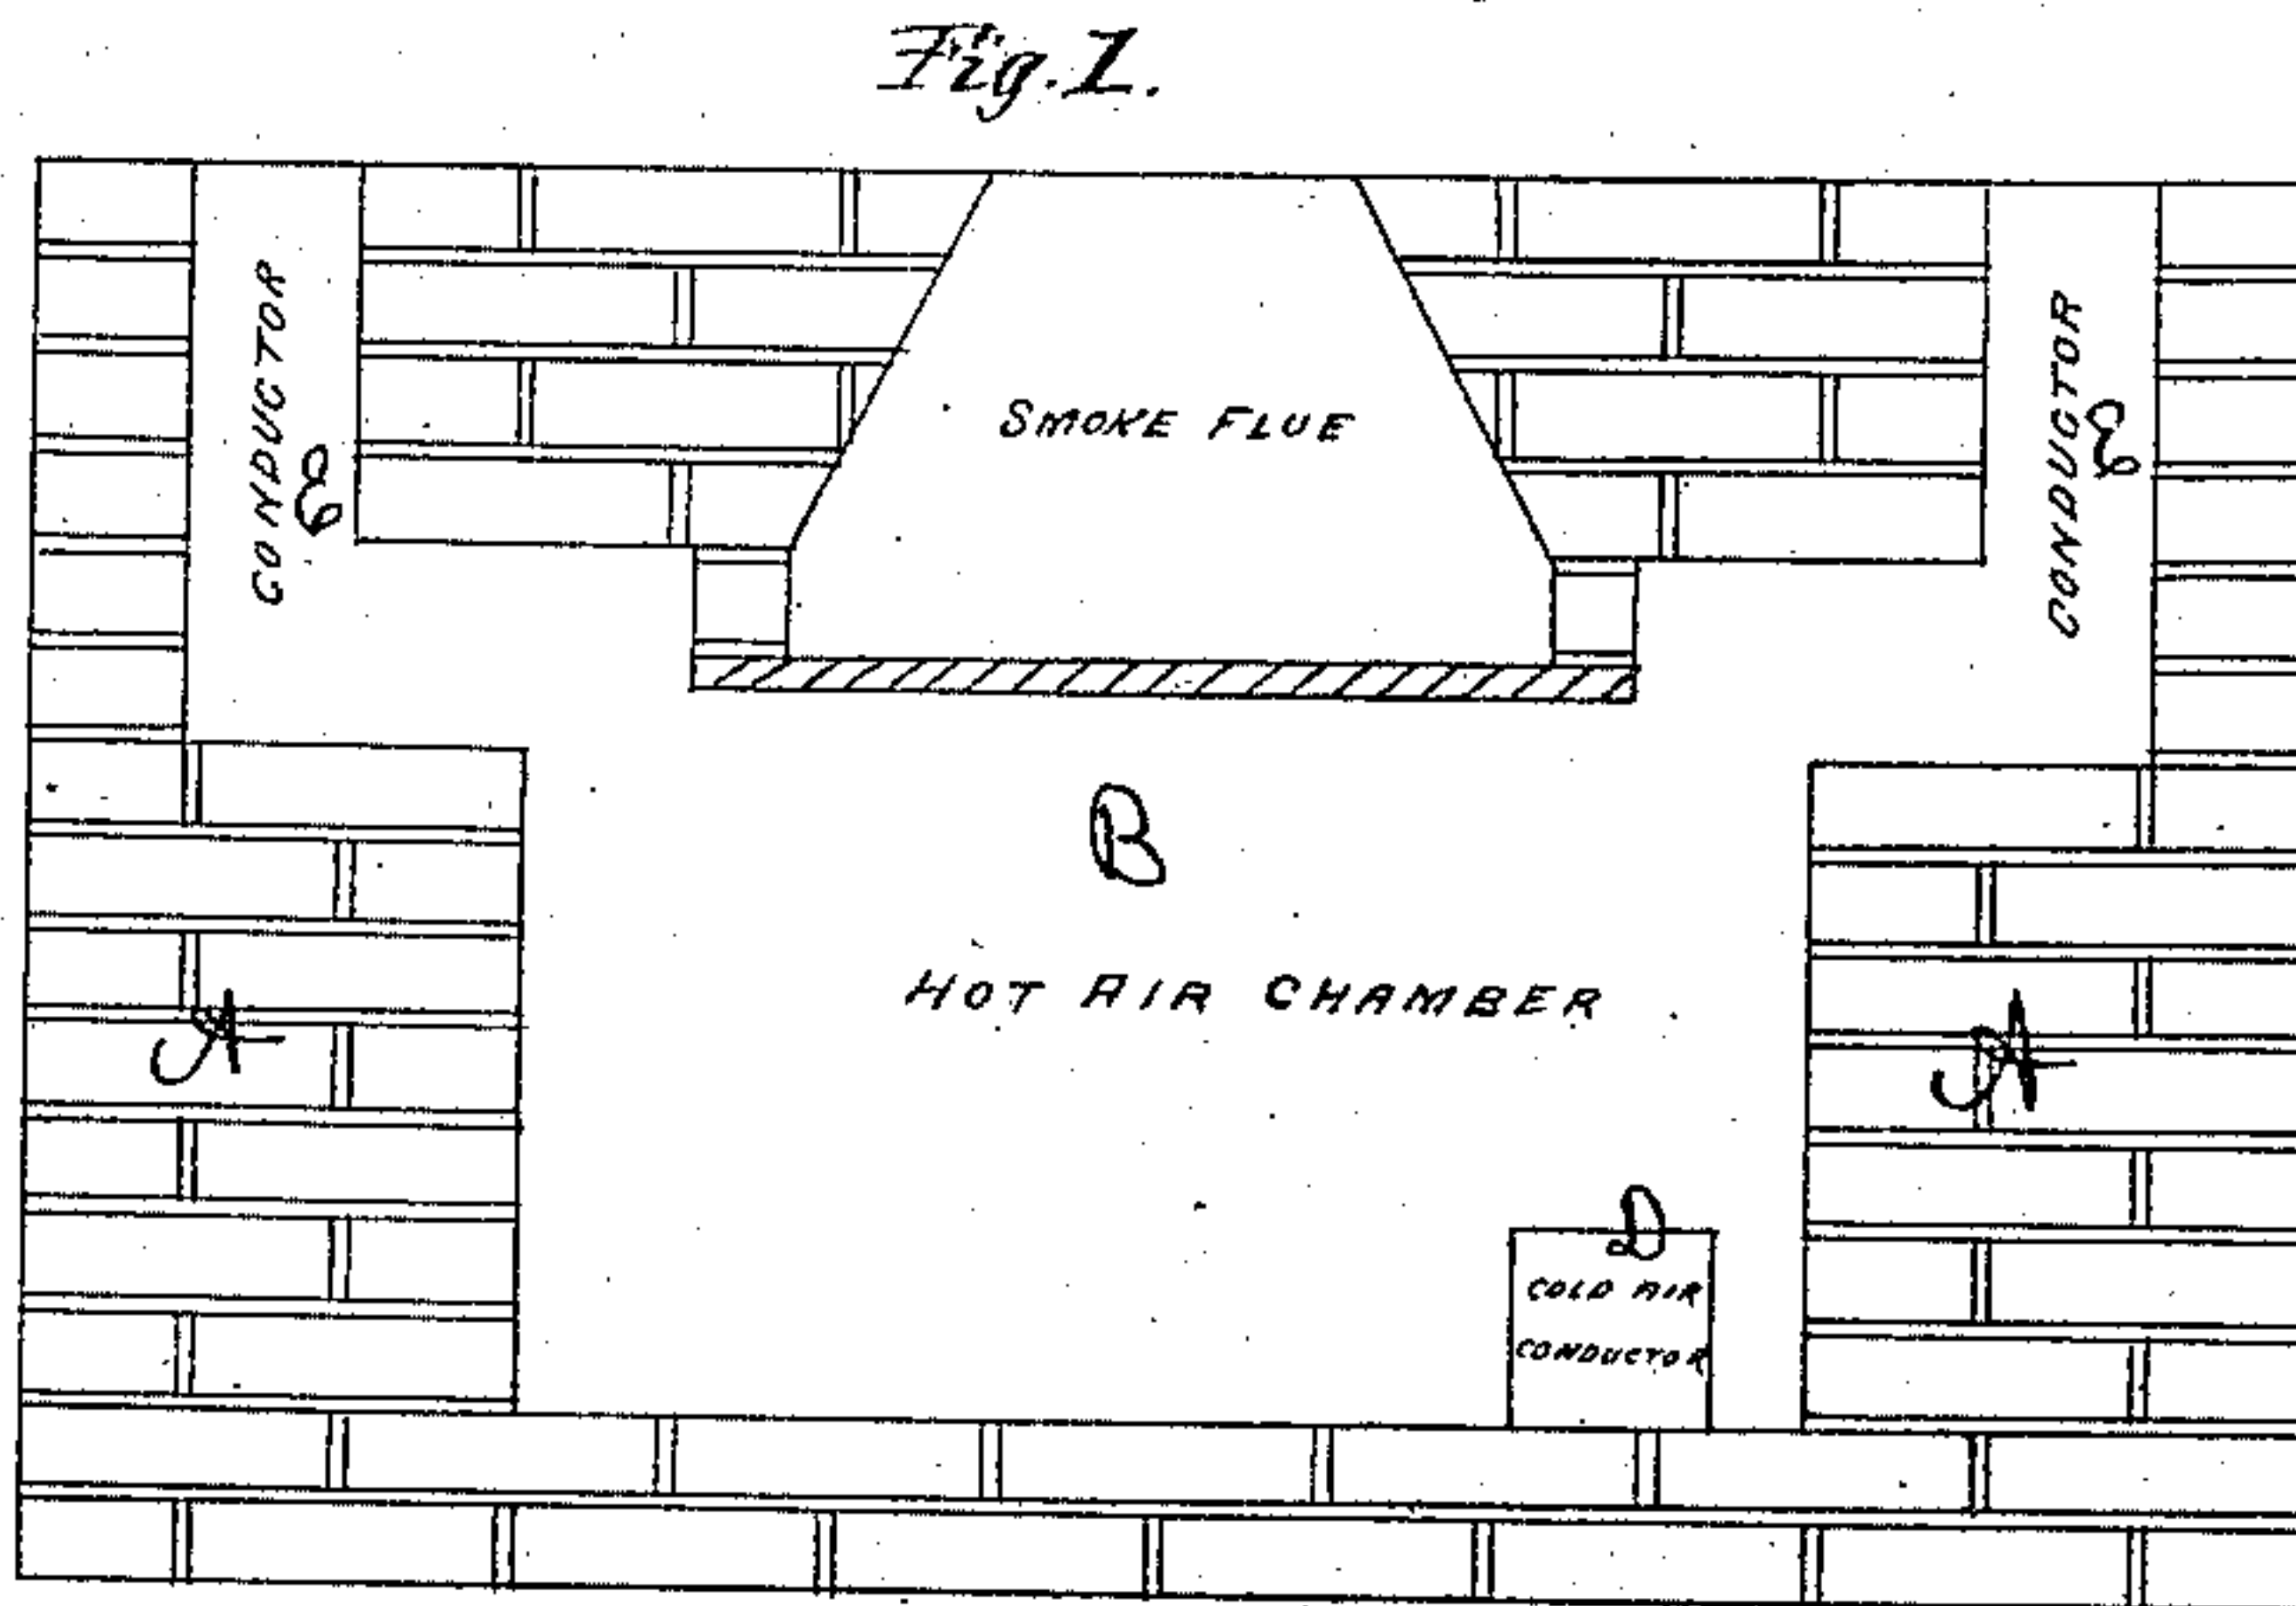 Fig. 1.
CONDUCTOR
E
SMOKE FLUE
CONDUCTOR
E
B
HOT AIR CHAMBER
A
A
D
COLD AIR
CONDUCTOR